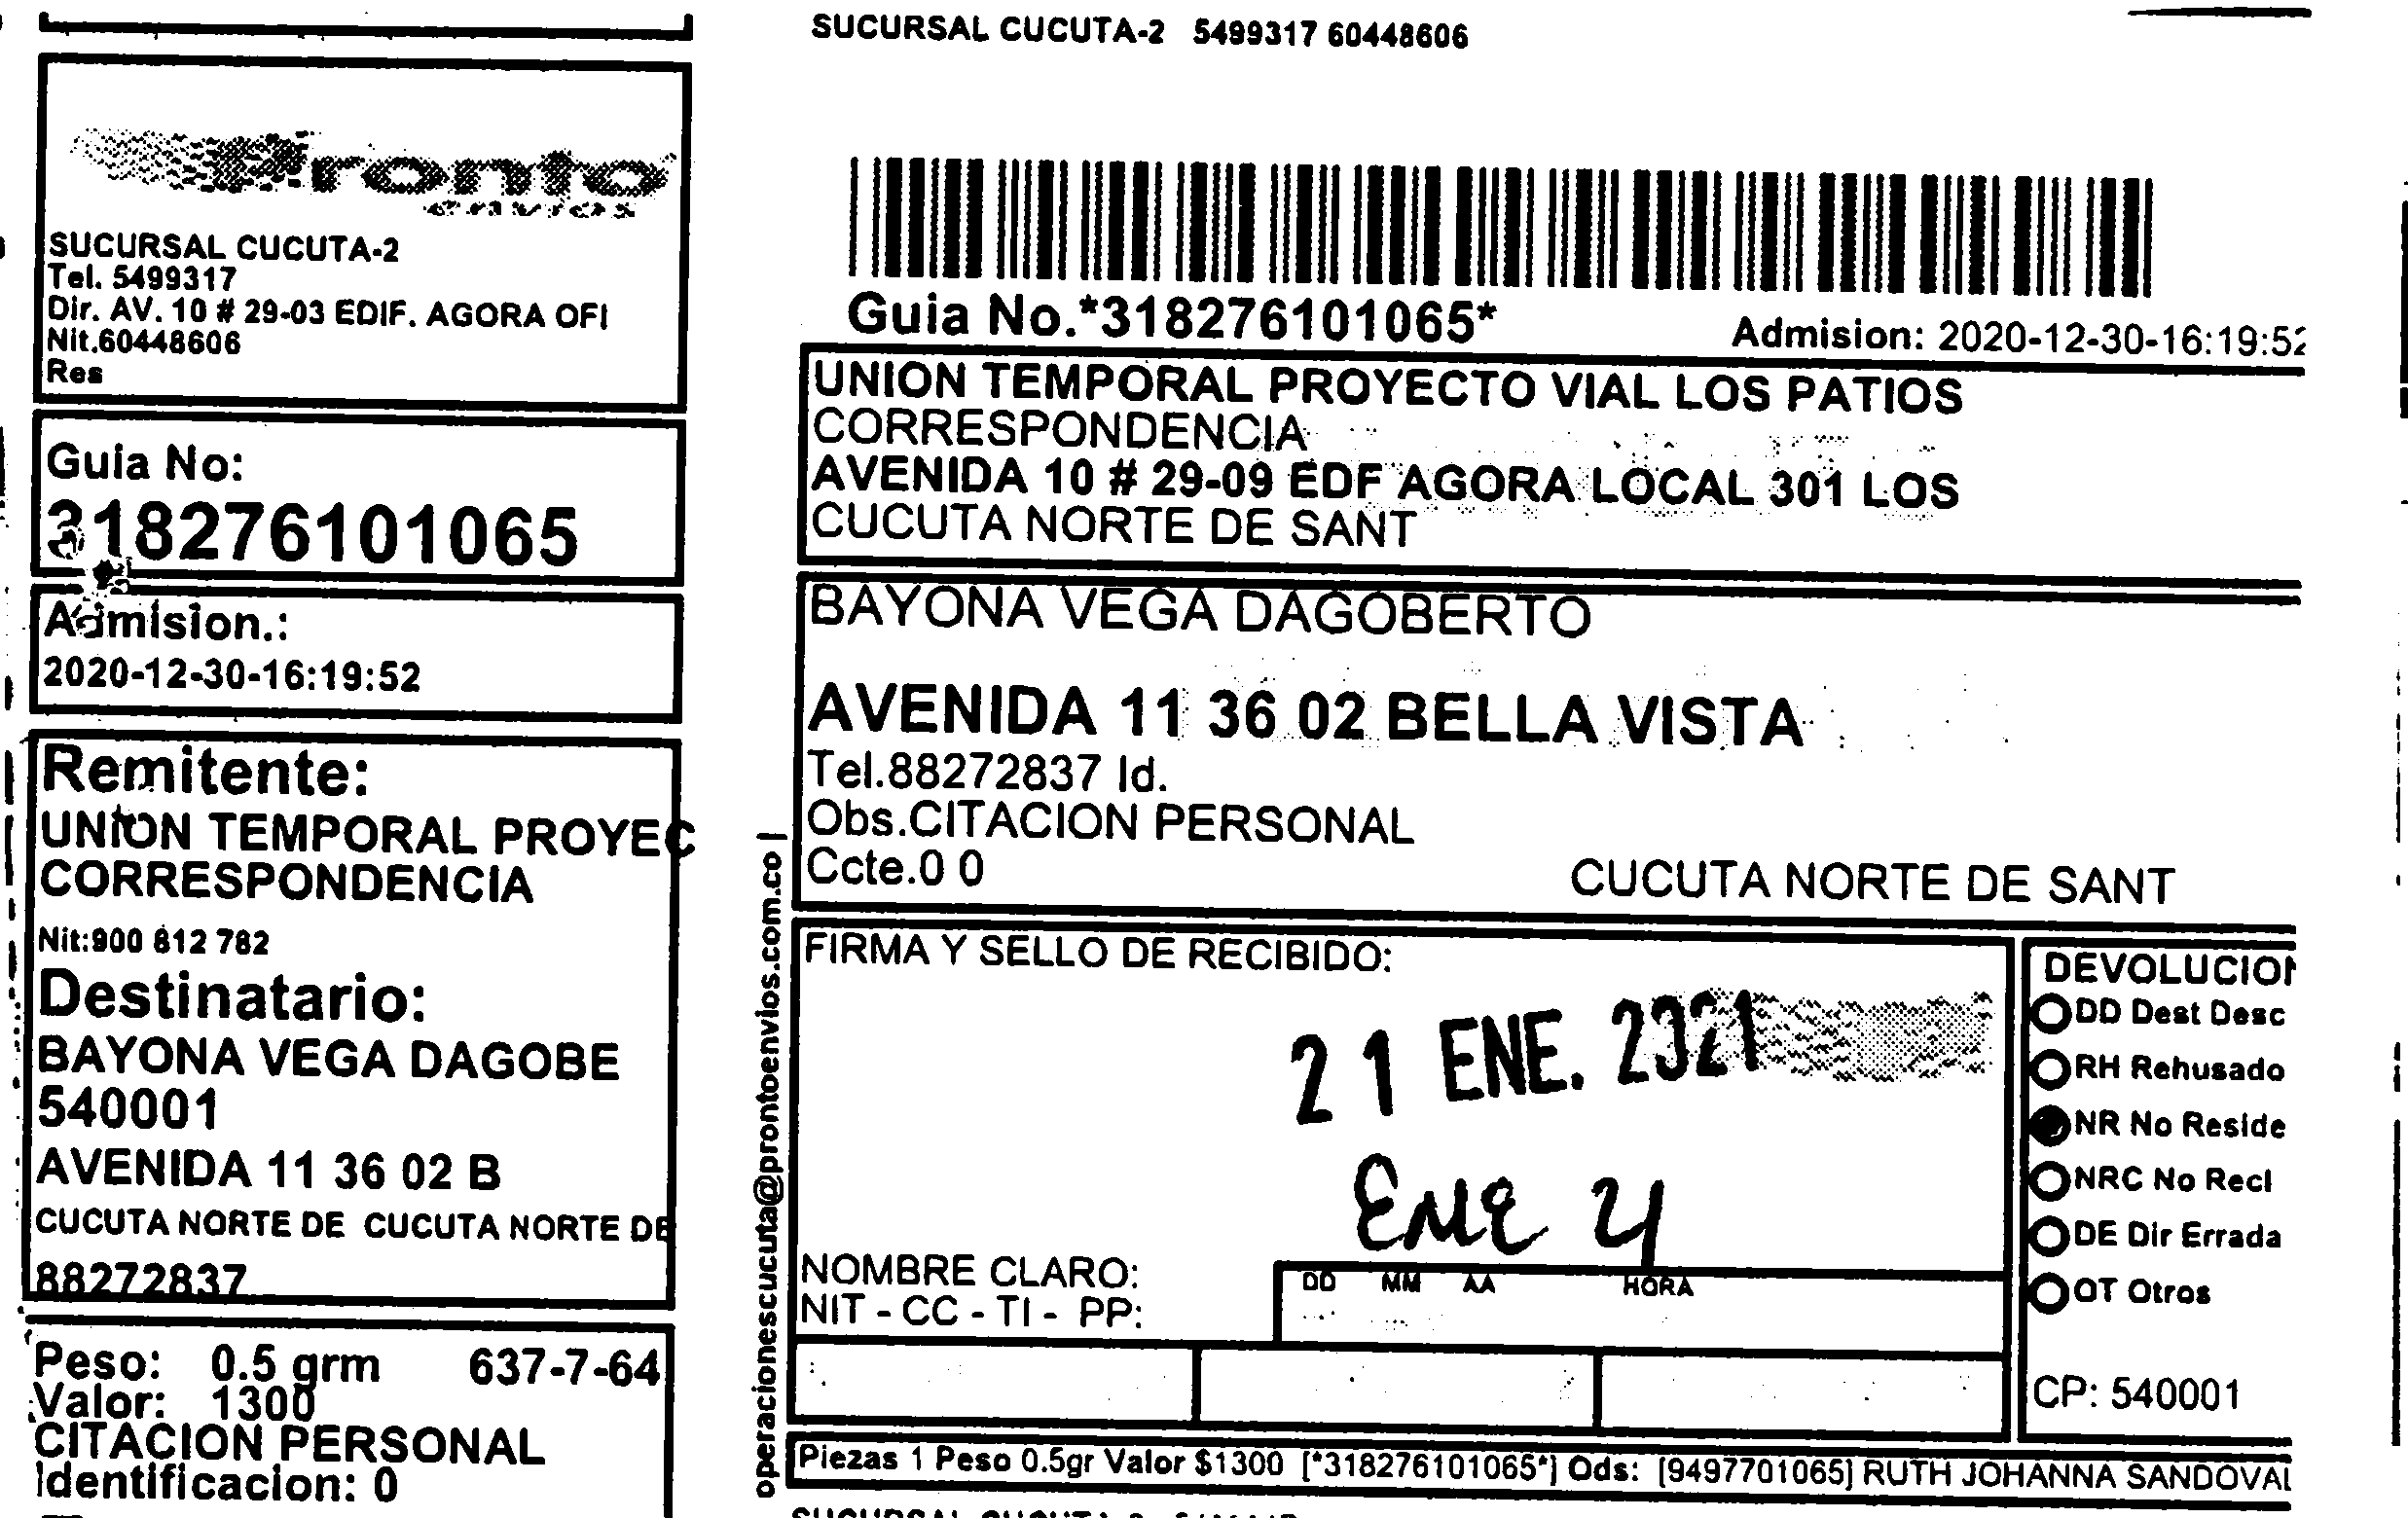 Pronto
envios
SUCURSAL CUCUTA-2
Tel. 5499317
Dir. AV. 10 # 29-03 EDIF. AGORA OFI
Nit.60448606
Res
Guia No:
318276101065
Admision.:
2020-12-30-16:19:52
Remitente:
UNION TEMPORAL PROYEC
CORRESPONDENCIA
Nit:900 812 782
Destinatario:
BAYONA VEGA DAGOBE
540001
AVENIDA 11 36 02 B
CUCUTA NORTE DE CUCUTA NORTE DE
88272837
Peso: 0.5 grm 637-7-64
Valor: 1300
CITACION PERSONAL
Identificacion: 0
SUCURSAL CUCUTA-2 5499317 60448606
Guia No.*318276101065*
Admision: 2020-12-30-16:19:52
UNION TEMPORAL PROYECTO VIAL LOS PATIOS
CORRESPONDENCIA
AVENIDA 10 # 29-09 EDF AGORA LOCAL 301 LOS
CUCUTA NORTE DE SANT
BAYONA VEGA DAGOBERTO
AVENIDA 11 36 02 BELLA VISTA
Tel.88272837 Id.
Obs.CITACION PERSONAL
Ccte.0 0
CUCUTA NORTE DE SANT
operacionescucuta@prontoenvios.com.co |
FIRMA Y SELLO DE RECIBIDO:
21 ENE. 2021
Ene 21
NOMBRE CLARO:
NIT - CC - TI - PP:
DD MM AA HORA
DEVOLUCION
DD Dest Desc
RH Rehusado
NR No Reside
NRC No Recl
DE Dir Errada
OT Otros
CP: 540001
Piezas 1 Peso 0.5gr Valor $1300 [*318276101065*] Ods: [9497701065] RUTH JOHANNA SANDOVAL